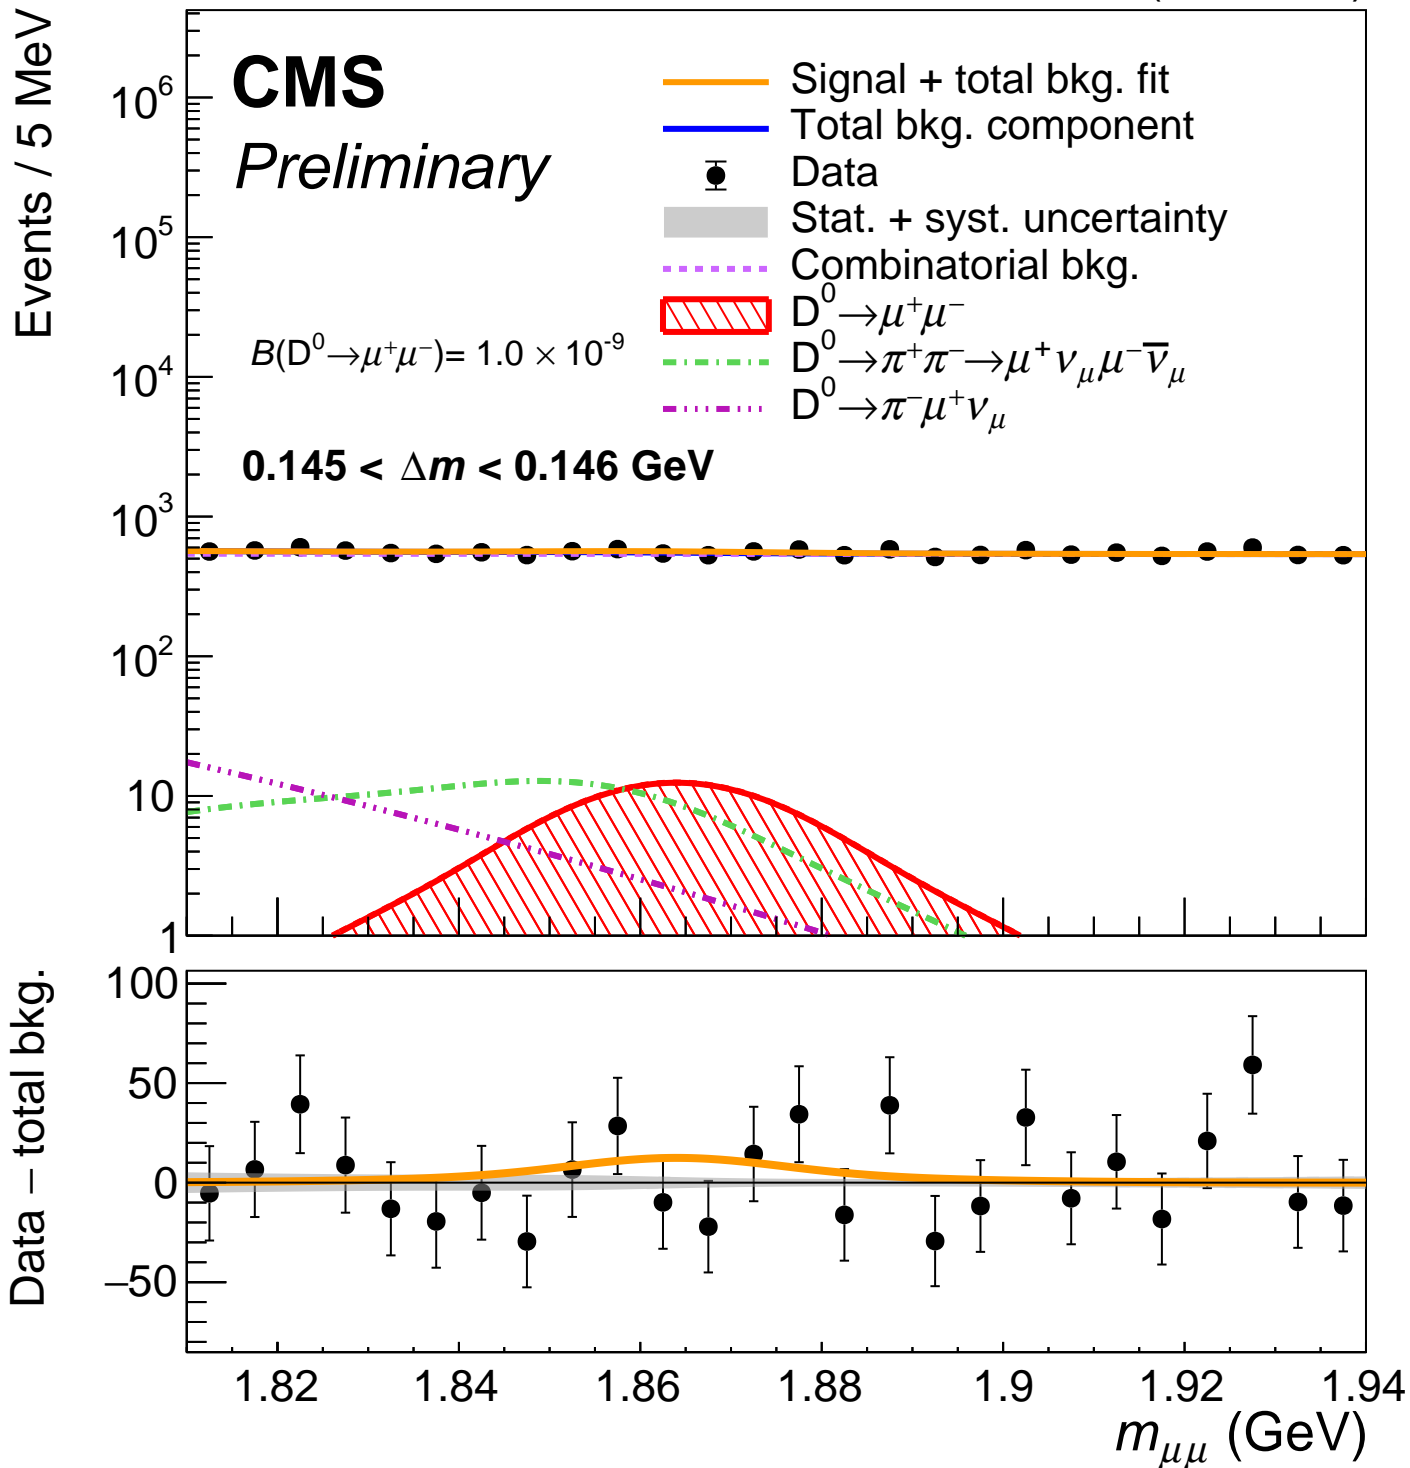 Events / 5 MeV
CMS
Preliminary
Signal + total bkg. fit
Total bkg. component
Data
Stat. + syst. uncertainty
Combinatorial bkg.
D⁰→μ⁺μ⁻
D⁰→π⁺π⁻→μ⁺ν_μμ⁻ν̅_μ
D⁰→π⁻μ⁺ν_μ
B(D⁰→μ⁺μ⁻)= 1.0 × 10⁻⁹
0.145 < Δm < 0.146 GeV
10⁶
10⁵
10⁴
10³
10²
10
1
Data – total bkg.
100
50
0
−50
1.82 1.84 1.86 1.88 1.9 1.92 1.94
m_μμ (GeV)